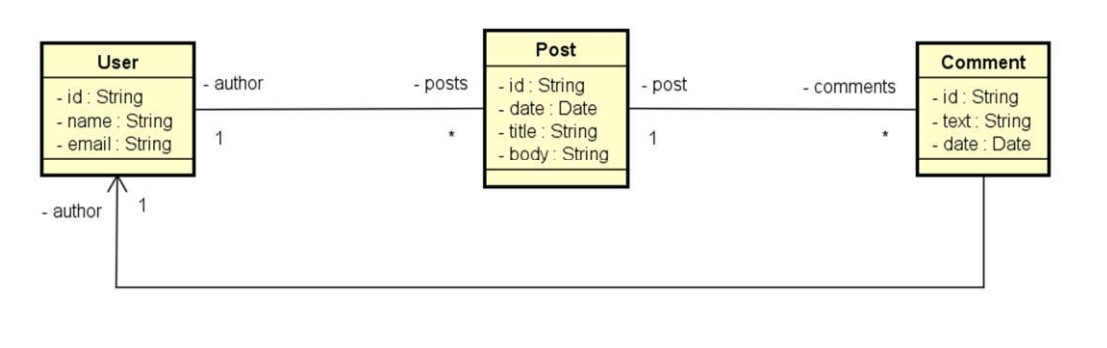 User
- id : String
- name : String
- email : String
- author
1
- posts
*
Post
- id : String
- date : Date
- title : String
- body : String
- post
1
- comments
*
Comment
- id : String
- text : String
- date : Date
- author
1